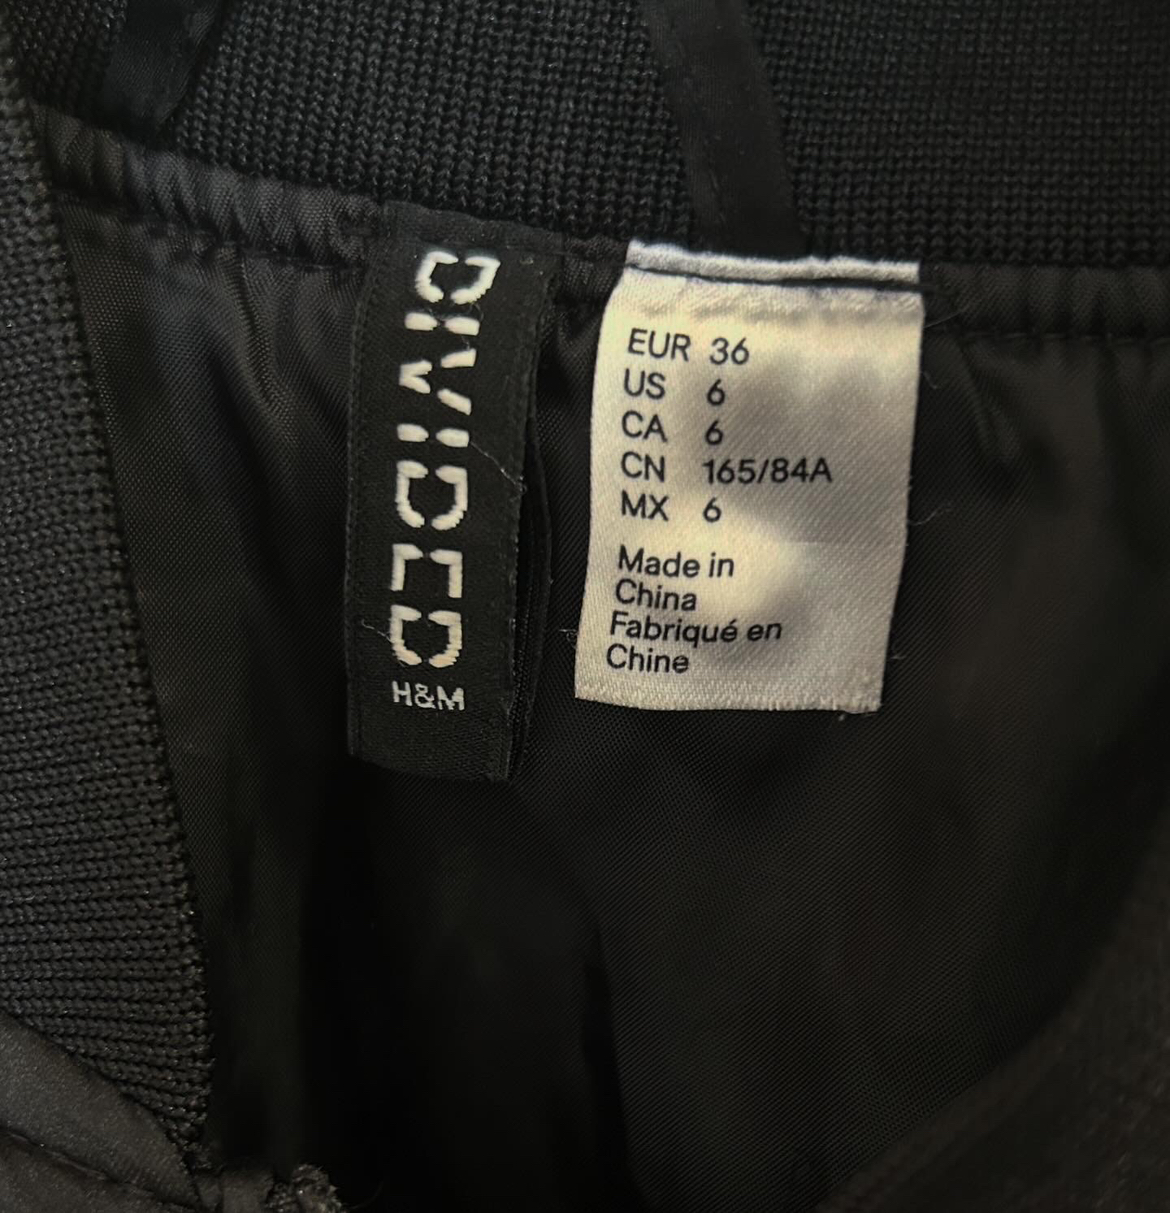 DIVIDED
H&M
EUR 36
US 6
CA 6
CN 165/84A
MX 6
Made in
China
Fabriqué en
Chine